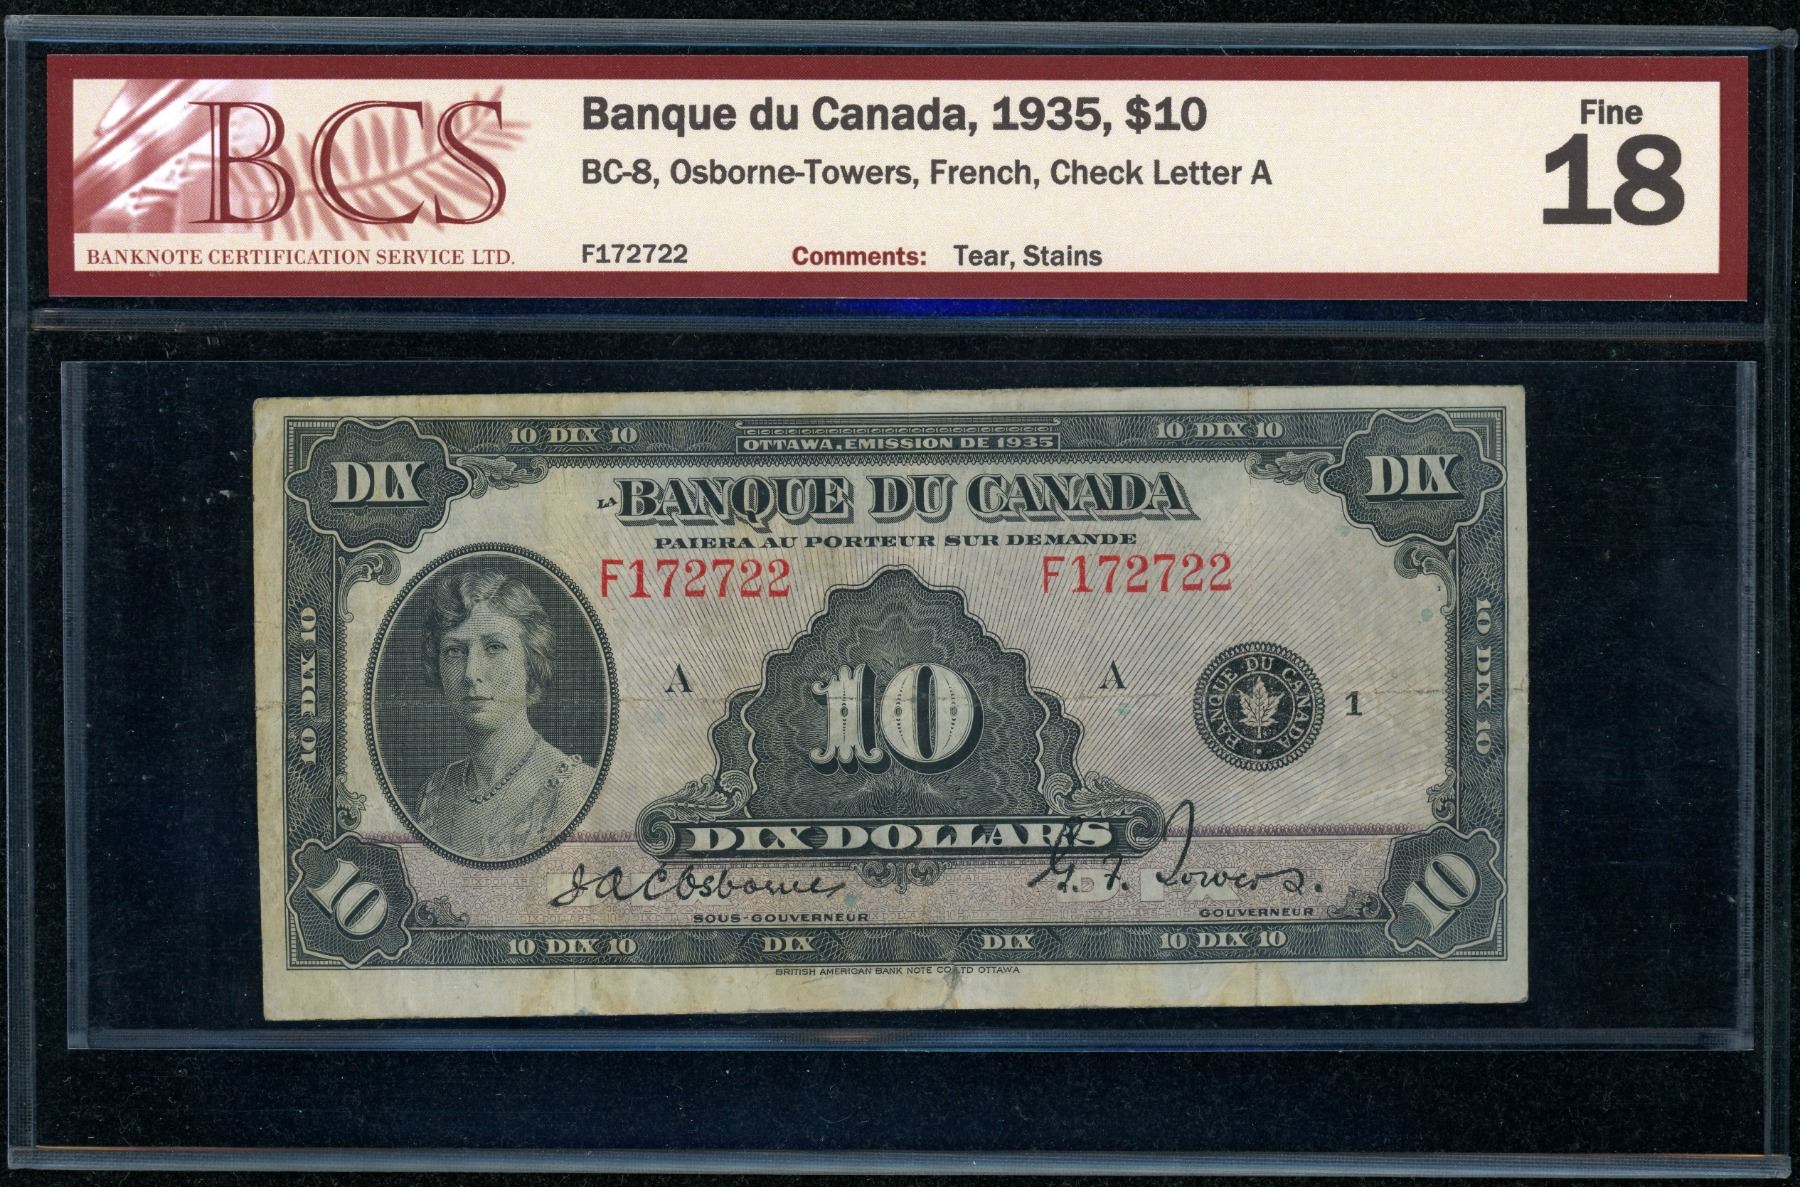 BCS
BANKNOTE CERTIFICATION SERVICE LTD.
Banque du Canada, 1935, $10
BC-8, Osborne-Towers, French, Check Letter A
F172722 Comments: Tear, Stains
Fine
18
10 DIX 10 OTTAWA, EMISSION DE 1935 10 DIX 10
DIX DIX
LA BANQUE DU CANADA
PAIERA AU PORTEUR SUR DEMANDE
F172722 F172722
10 DIX 10 10 DIX 10
A A
10
BANQUE DU CANADA
1
DIX DOLLARS
10 10
J A C Osborne G. F. Towers.
SOUS-GOUVERNEUR GOUVERNEUR
10 DIX 10 DIX DIX 10 DIX 10
BRITISH AMERICAN BANK NOTE CO LTD OTTAWA